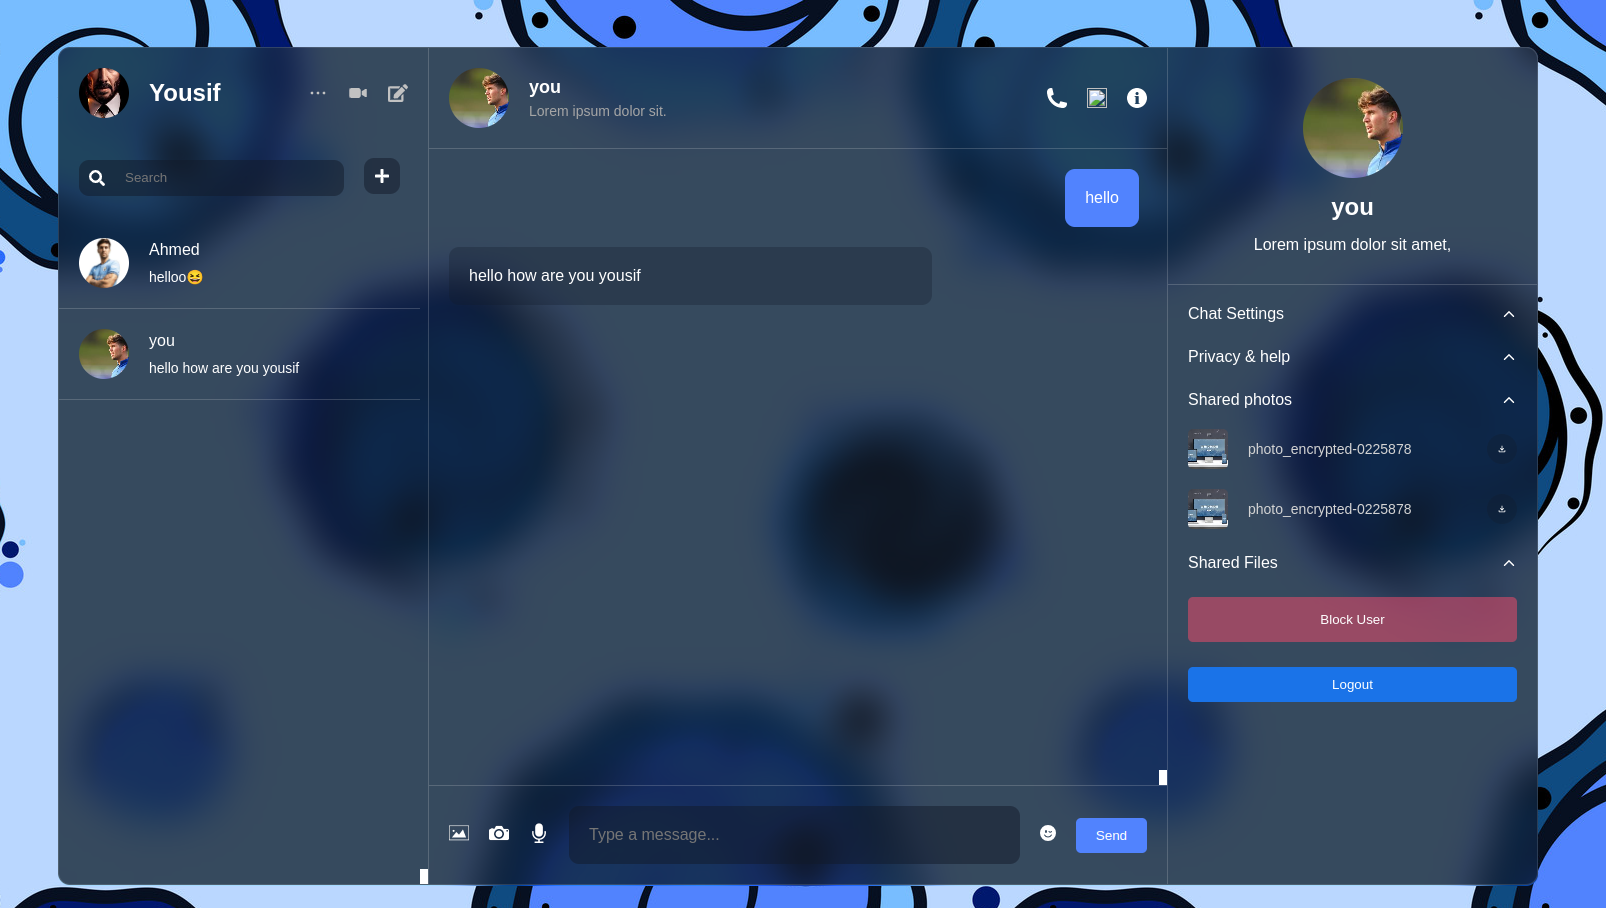 Yousif
Search
Ahmed
helloo😆
you
hello how are you yousif
you
Lorem ipsum dolor sit.
hello
hello how are you yousif
Type a message...
Send
you
Lorem ipsum dolor sit amet,
Chat Settings
Privacy & help
Shared photos
photo_encrypted-0225878
photo_encrypted-0225878
Shared Files
Block User
Logout